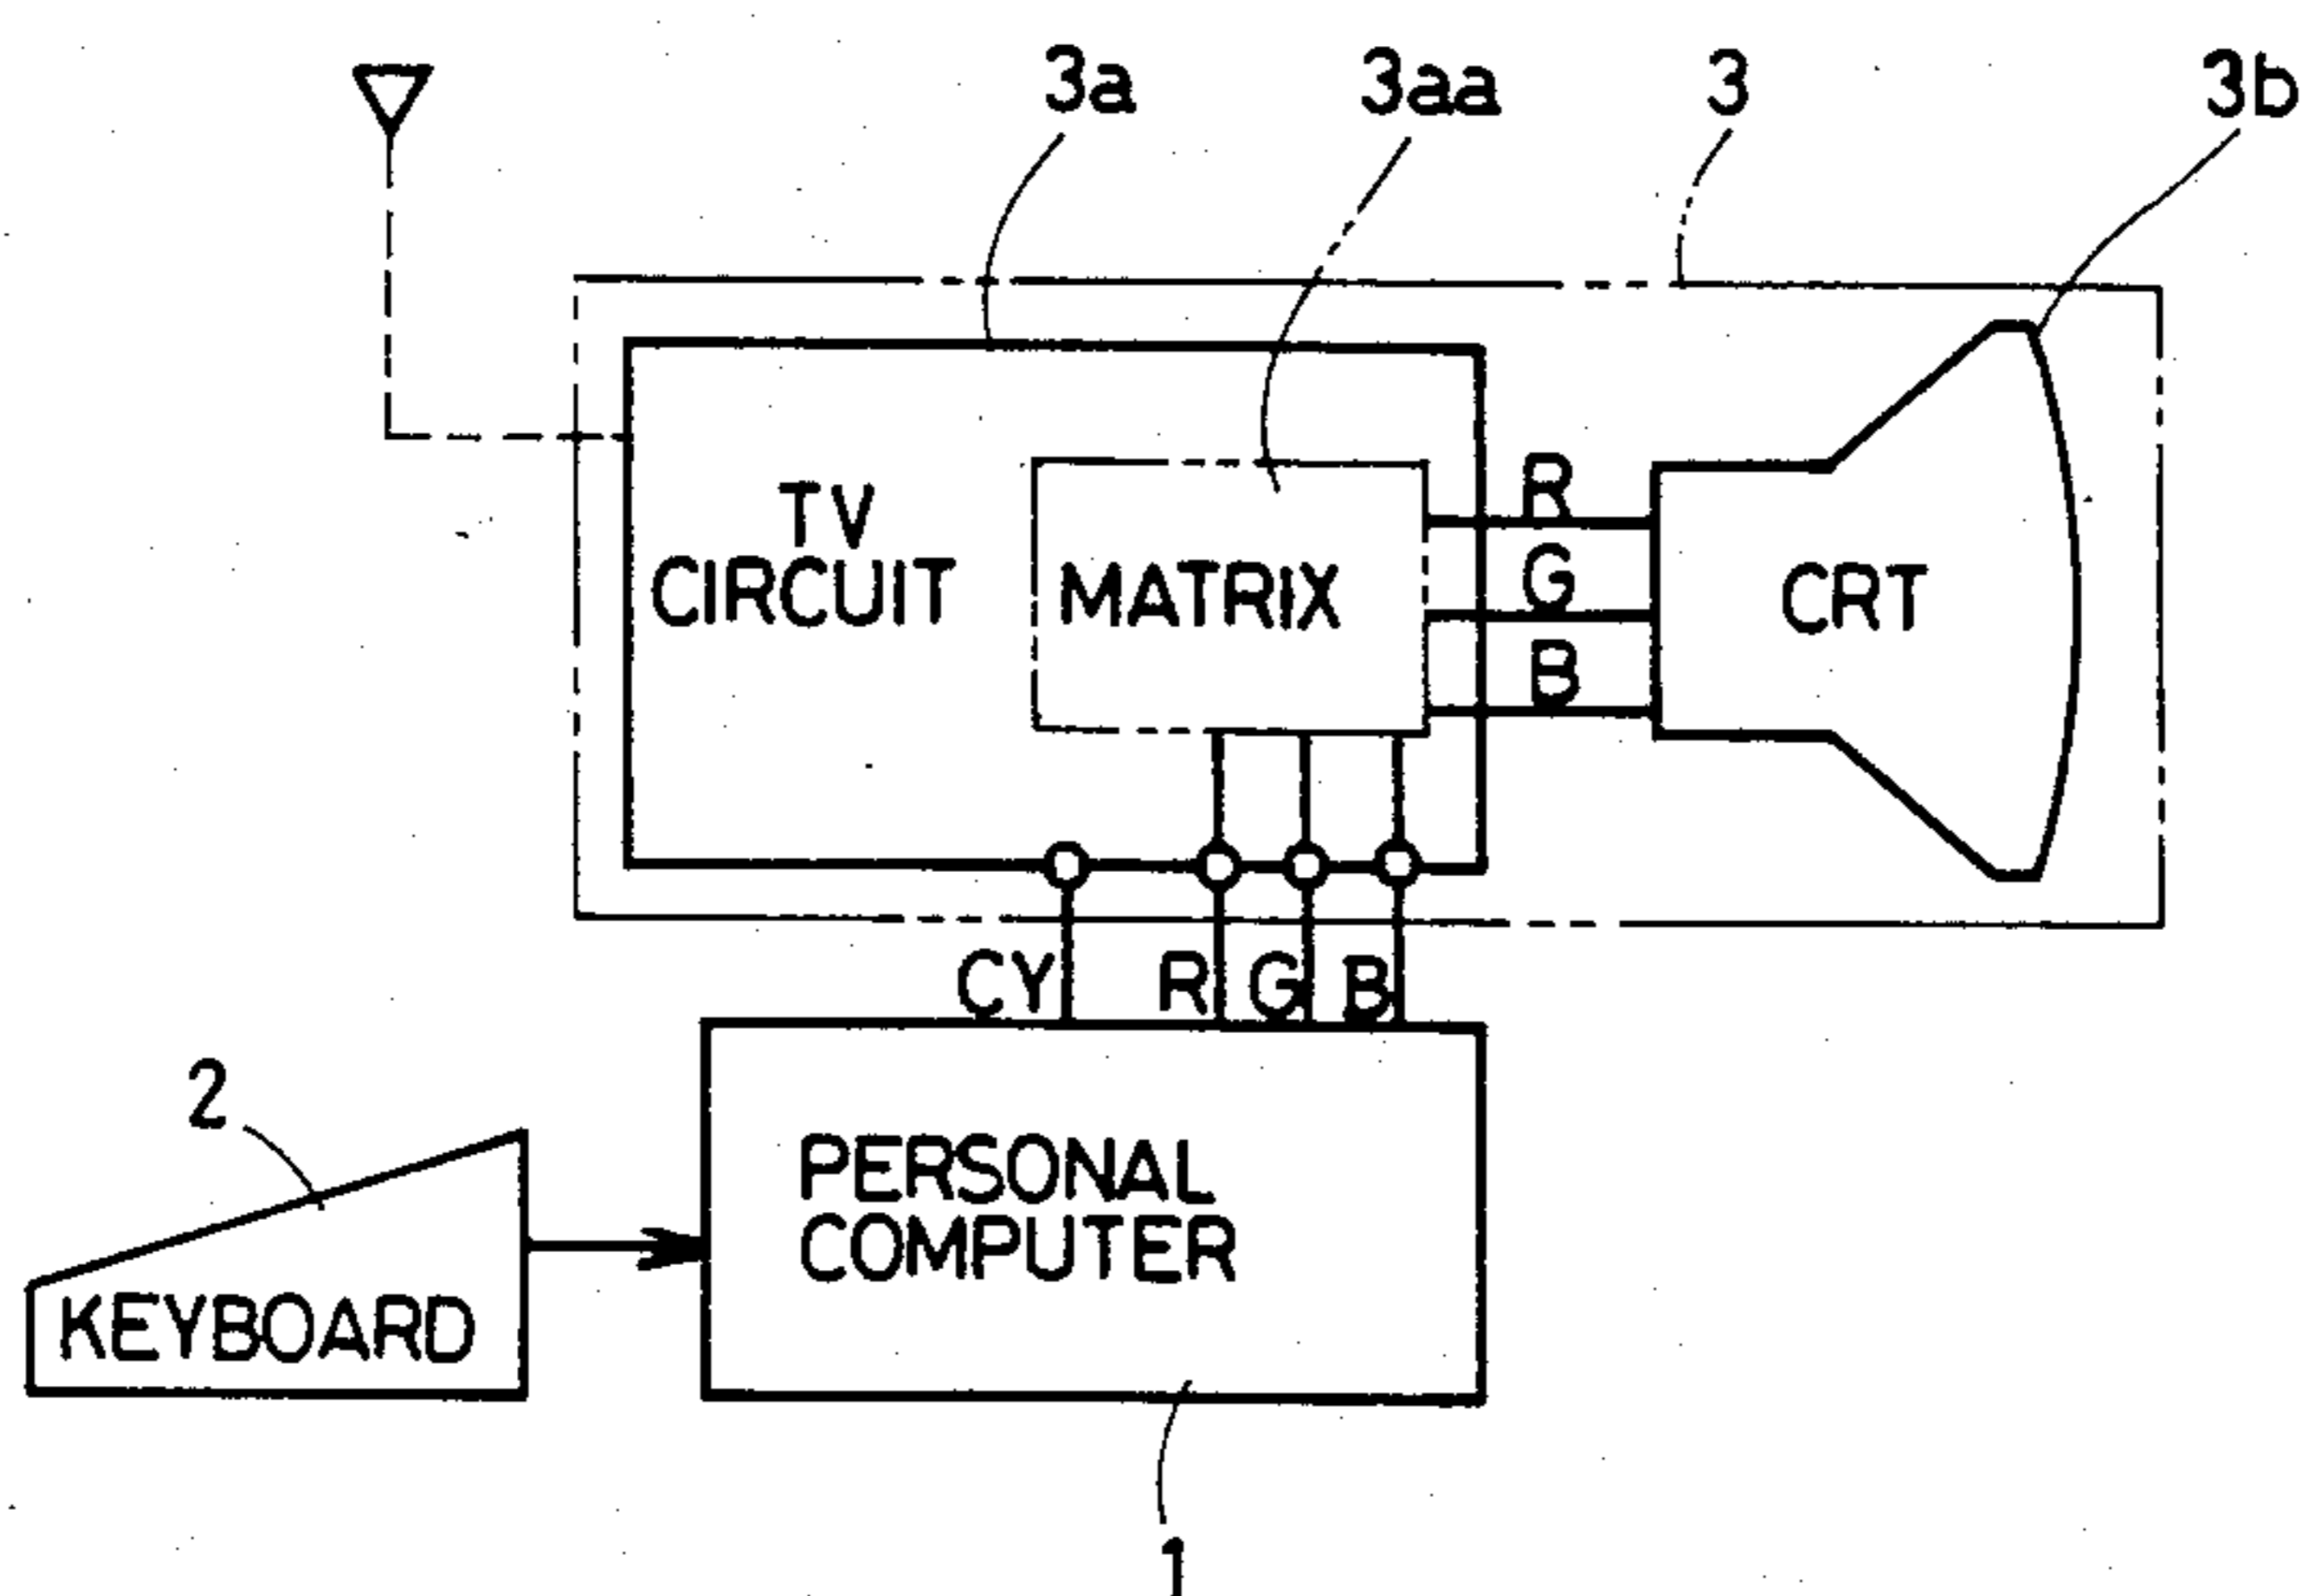 3a 3aa 3 3b
TV
CIRCUIT
MATRIX
R
G
B
CRT
CY R G B
2
KEYBOARD
PERSONAL
COMPUTER
1